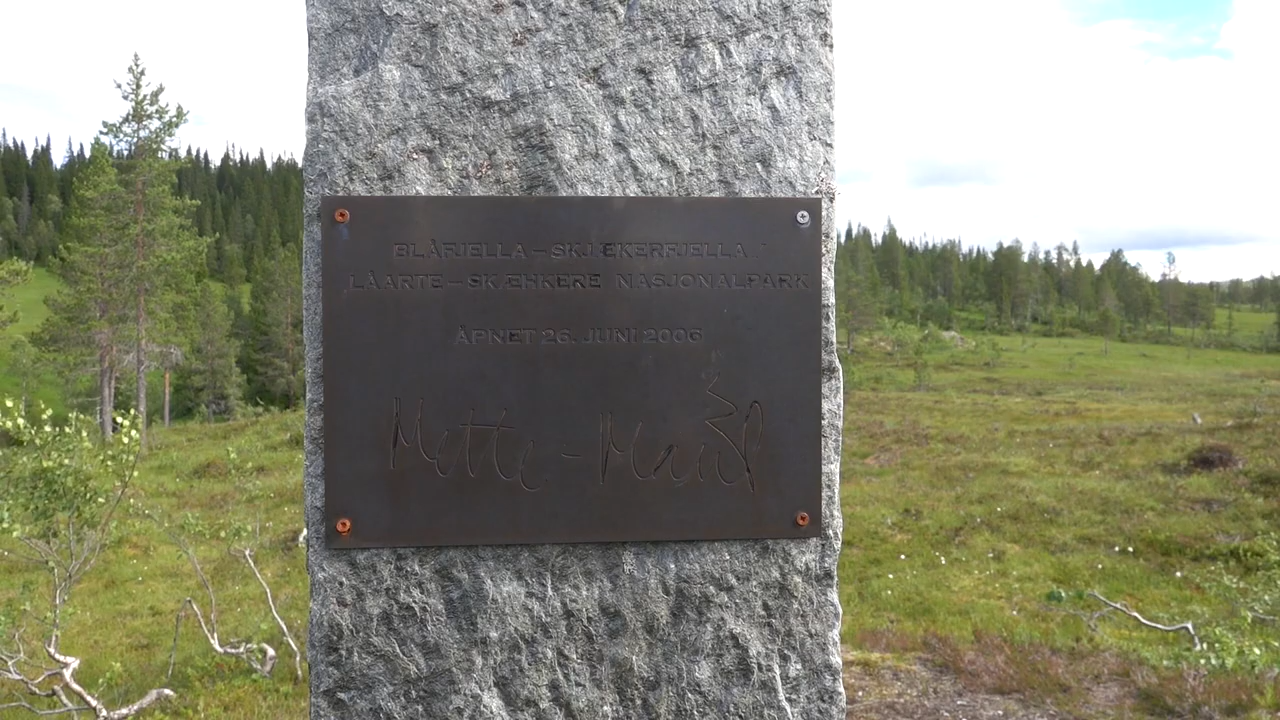 BLÅFJELLA-SKJÆKERFJELLA/
LÅARTE-SKÆHKERE NASJONALPARK
ÅPNET 26. JUNI 2006
Mette-Marit